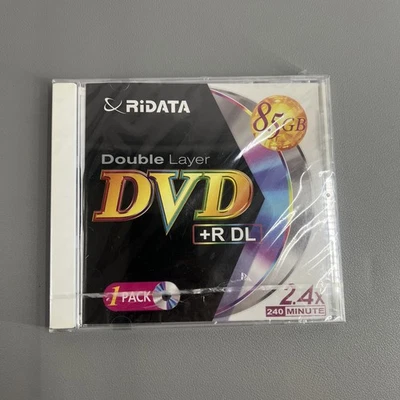 RiDATA
8.5GB
Double Layer
DVD
+R DL
1 PACK
2.4x
240 MINUTE